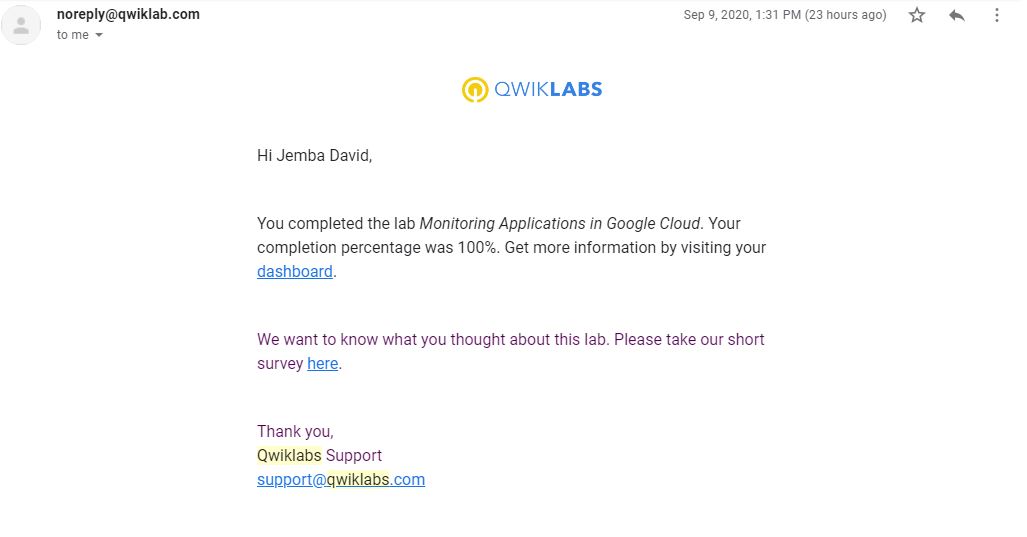 noreply@qwiklab.com
Sep 9, 2020, 1:31 PM (23 hours ago)
to me
QWIKLABS
Hi Jemba David,
You completed the lab Monitoring Applications in Google Cloud. Your
completion percentage was 100%. Get more information by visiting your
dashboard.
We want to know what you thought about this lab. Please take our short
survey here.
Thank you,
Qwiklabs Support
support@qwiklabs.com